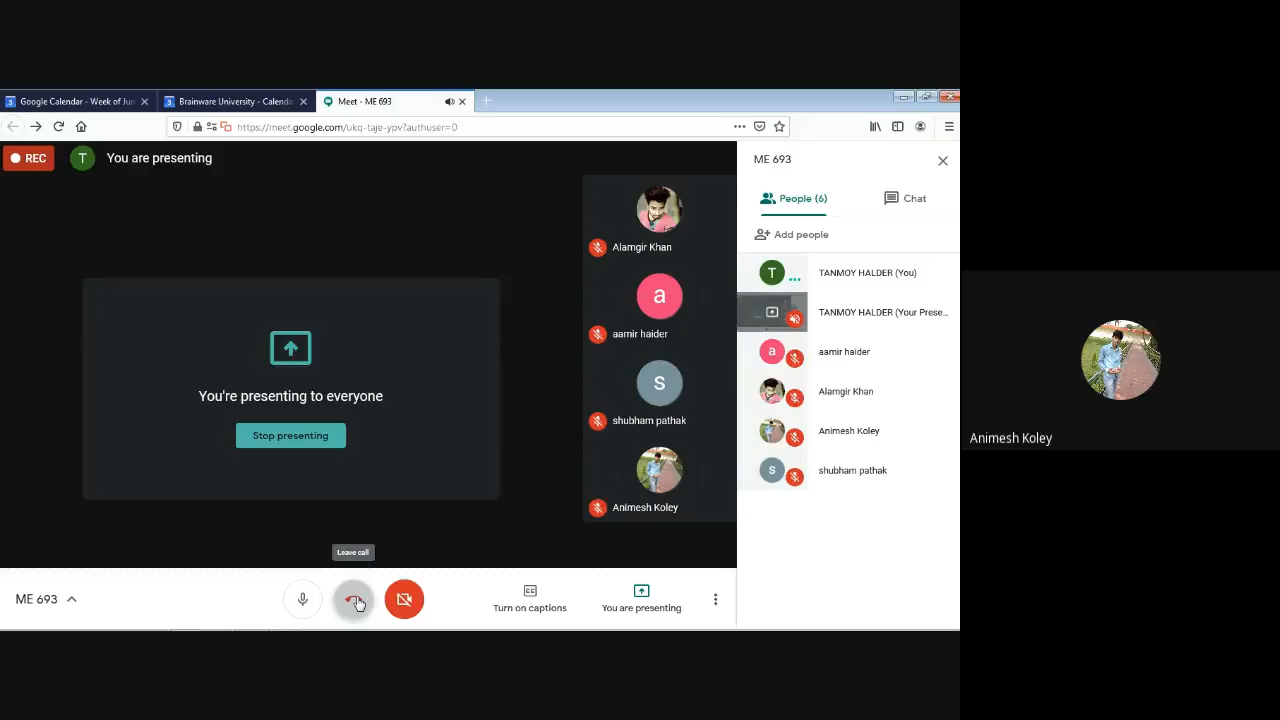 Google Calendar - Week of Jun
Brainware University - Calenda
Meet - ME 693
https://meet.google.com/ukq-taje-ypv?authuser=0
REC
T
You are presenting
ME 693
People (6)
Chat
Add people
Alamgir Khan
a
aamir haider
s
shubham pathak
Animesh Koley
You're presenting to everyone
Stop presenting
T
TANMOY HALDER (You)
TANMOY HALDER (Your Prese...
a
aamir haider
Alamgir Khan
Animesh Koley
s
shubham pathak
Leave call
ME 693
Turn on captions
You are presenting
Animesh Koley